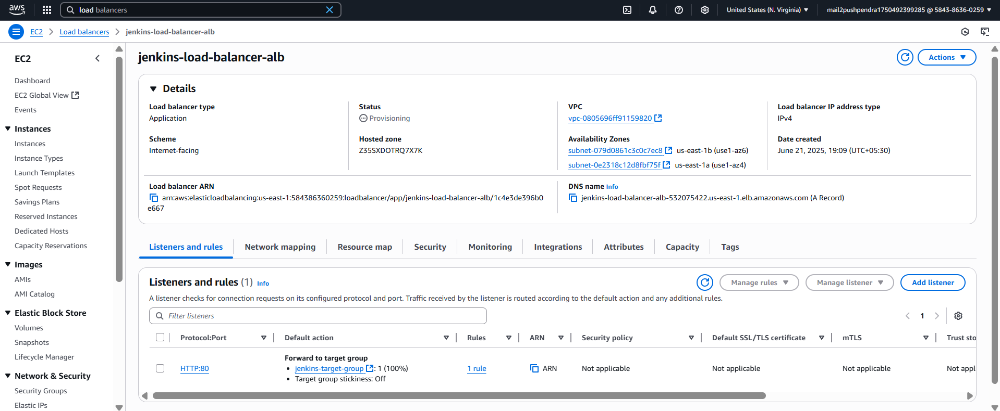 aws
load balancers
United States (N. Virginia)
mail2pushpendra1750492399285 @ 5843-8636-0259
EC2
Load balancers
jenkins-load-balancer-alb
EC2
Dashboard
EC2 Global View
Events
Instances
Instances
Instance Types
Launch Templates
Spot Requests
Savings Plans
Reserved Instances
Dedicated Hosts
Capacity Reservations
Images
AMIs
AMI Catalog
Elastic Block Store
Volumes
Snapshots
Lifecycle Manager
Network & Security
Security Groups
Elastic IPs
jenkins-load-balancer-alb
Actions
Details
Load balancer type
Application
Status
Provisioning
VPC
vpc-0805696ff91159820
Load balancer IP address type
IPv4
Scheme
Internet-facing
Hosted zone
Z35SXDOTRQ7X7K
Availability Zones
subnet-079d0861c3c0c7ec8 us-east-1b (use1-az6)
subnet-0e2318c12d8fbf75f us-east-1a (use1-az4)
Date created
June 21, 2025, 19:09 (UTC+05:30)
Load balancer ARN
arn:aws:elasticloadbalancing:us-east-1:584386360259:loadbalancer/app/jenkins-load-balancer-alb/1c4e3de396b0
e667
DNS name Info
jenkins-load-balancer-alb-532075422.us-east-1.elb.amazonaws.com (A Record)
Listeners and rules
Network mapping
Resource map
Security
Monitoring
Integrations
Attributes
Capacity
Tags
Listeners and rules (1) Info
Manage rules
Manage listener
Add listener
A listener checks for connection requests on its configured protocol and port. Traffic received by the listener is routed according to the default action and any additional rules.
Filter listeners
1
Protocol:Port
Default action
Rules
ARN
Security policy
Default SSL/TLS certificate
mTLS
Trust sto
HTTP:80
Forward to target group
• jenkins-target-group : 1 (100%)
• Target group stickiness: Off
1 rule
ARN
Not applicable
Not applicable
Not applicable
Not appl